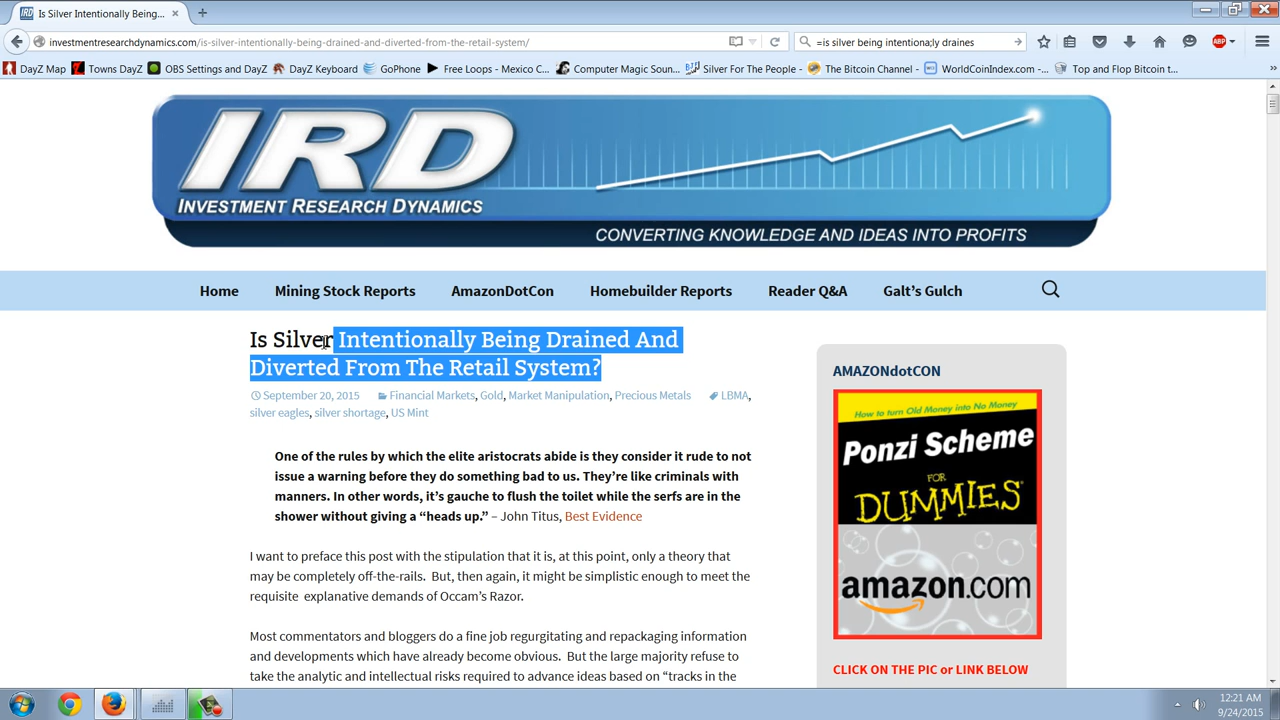 Is Silver Intentionally Being...
investmentresearchdynamics.com/is-silver-intentionally-being-drained-and-diverted-from-the-retail-system/
=is silver being intentiona;ly draines
ABP
DayZ Map
Towns DayZ
OBS Settings and DayZ
DayZ Keyboard
GoPhone
Free Loops - Mexico C...
Computer Magic Soun...
Silver For The People - ...
The Bitcoin Channel - ...
WorldCoinIndex.com - ...
Top and Flop Bitcoin t...
IRD
INVESTMENT RESEARCH DYNAMICS
CONVERTING KNOWLEDGE AND IDEAS INTO PROFITS
Home
Mining Stock Reports
AmazonDotCon
Homebuilder Reports
Reader Q&A
Galt's Gulch
Is Silver Intentionally Being Drained And
Diverted From The Retail System?
September 20, 2015 Financial Markets, Gold, Market Manipulation, Precious Metals LBMA,
silver eagles, silver shortage, US Mint
One of the rules by which the elite aristocrats abide is they consider it rude to not
issue a warning before they do something bad to us. They're like criminals with
manners. In other words, it's gauche to flush the toilet while the serfs are in the
shower without giving a “heads up.” – John Titus, Best Evidence
I want to preface this post with the stipulation that it is, at this point, only a theory that
may be completely off-the-rails. But, then again, it might be simplistic enough to meet the
requisite explanative demands of Occam's Razor.
Most commentators and bloggers do a fine job regurgitating and repackaging information
and developments which have already become obvious. But the large majority refuse to
take the analytic and intellectual risks required to advance ideas based on “tracks in the
AMAZONdotCON
How to turn Old Money into No Money
Ponzi Scheme
FOR
DUMMIES
amazon.com
CLICK ON THE PIC or LINK BELOW
12:21 AM
9/24/2015